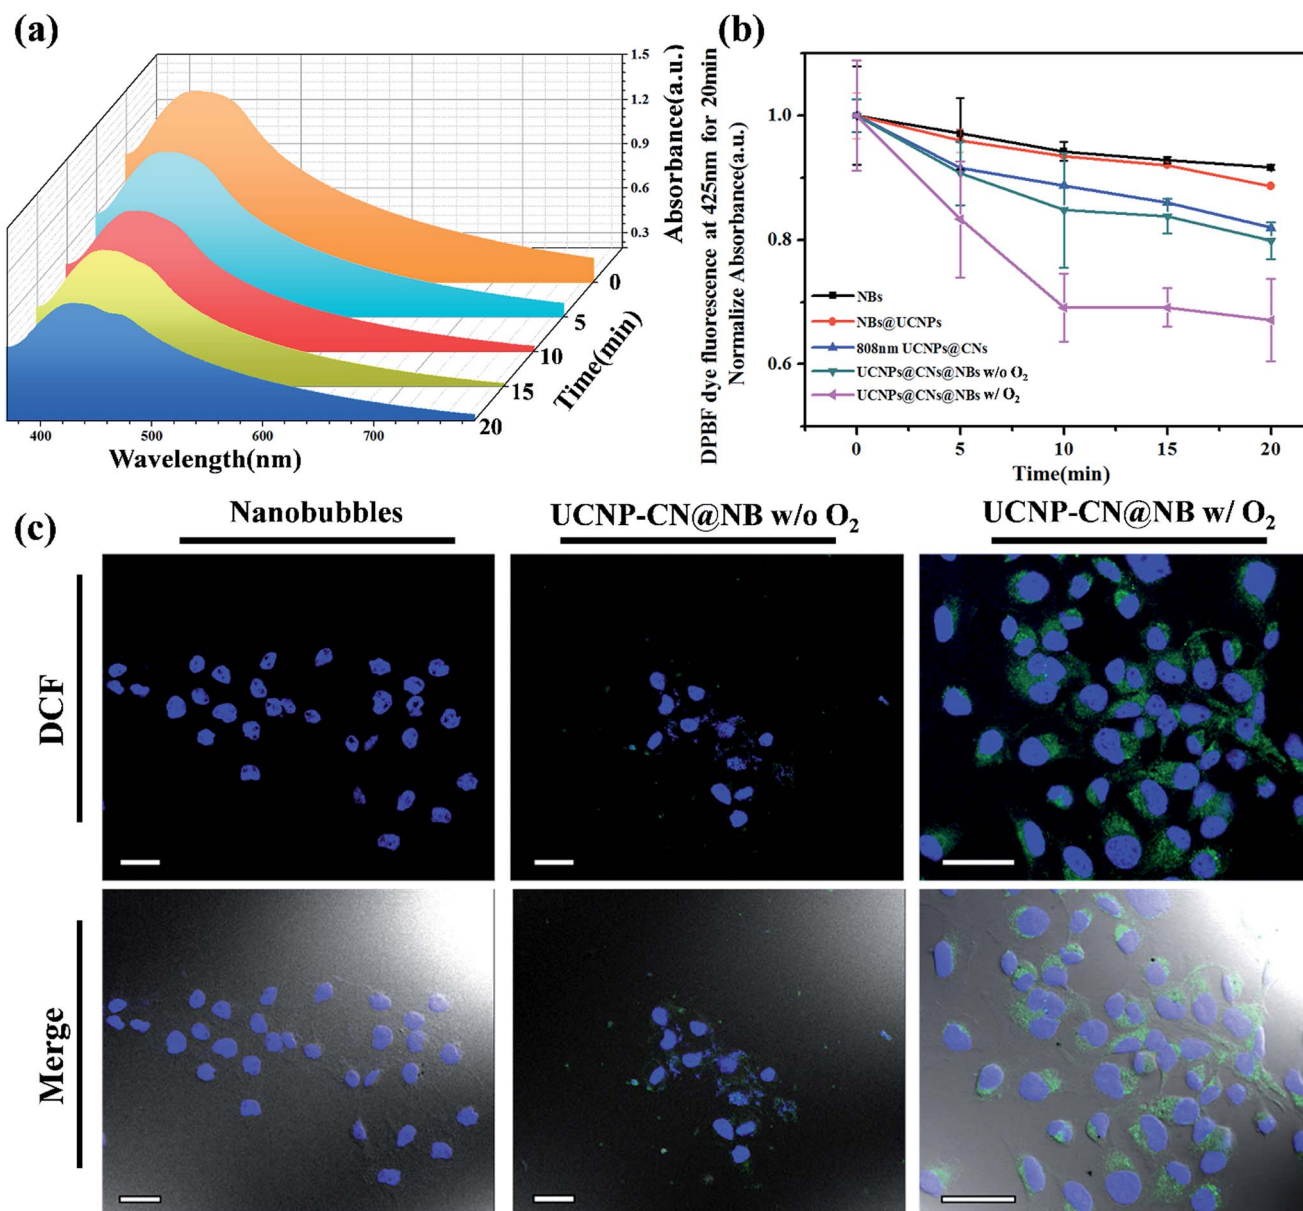 (a)
1.5
1.2
0.9
0.6
0.3
Absorbance(a.u.)
0
5
10
15
20
Time(min)
400
500
600
700
Wavelength(nm)
(b)
DPBF dye fluorescence at 425nm for 20min
Normalize Absorbance(a.u.)
1.0
0.8
0.6
NBs
NBs@UCNPs
808nm UCNPs@CNs
UCNPs@CNs@NBs w/o O₂
UCNPs@CNs@NBs w/ O₂
0
5
10
15
20
Time(min)
(c)
Nanobubbles
UCNP-CN@NB w/o O₂
UCNP-CN@NB w/ O₂
DCF
Merge